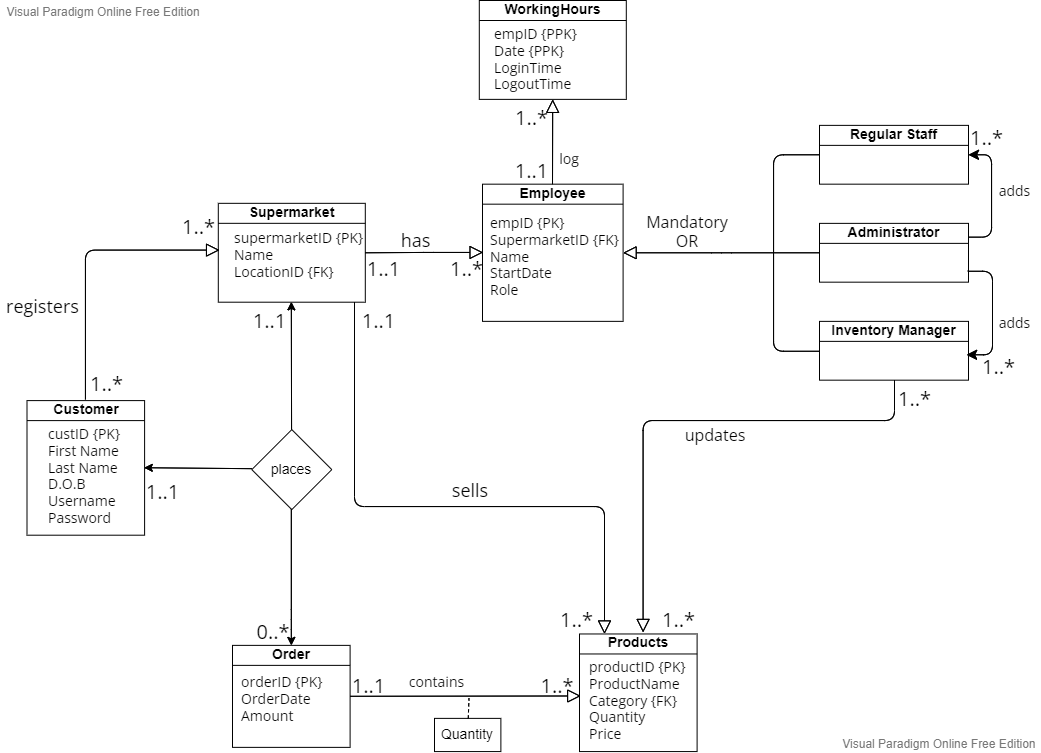 Visual Paradigm Online Free Edition
WorkingHours
empID {PPK}
Date {PPK}
LoginTime
LogoutTime
1..*
log
1..1
Regular Staff
1..*
adds
Supermarket
supermarketID {PK}
Name
LocationID {FK}
1..*
has
1..1
1..*
Employee
empID {PK}
SupermarketID {FK}
Name
StartDate
Role
Mandatory
OR
Administrator
adds
Inventory Manager
1..*
1..*
registers
1..1
1..1
1..*
Customer
custID {PK}
First Name
Last Name
D.O.B
Username
Password
1..1
places
updates
sells
0..*
1..*
1..*
Order
orderID {PK}
OrderDate
Amount
1..1
contains
1..*
Quantity
Products
productID {PK}
ProductName
Category {FK}
Quantity
Price
Visual Paradigm Online Free Edition